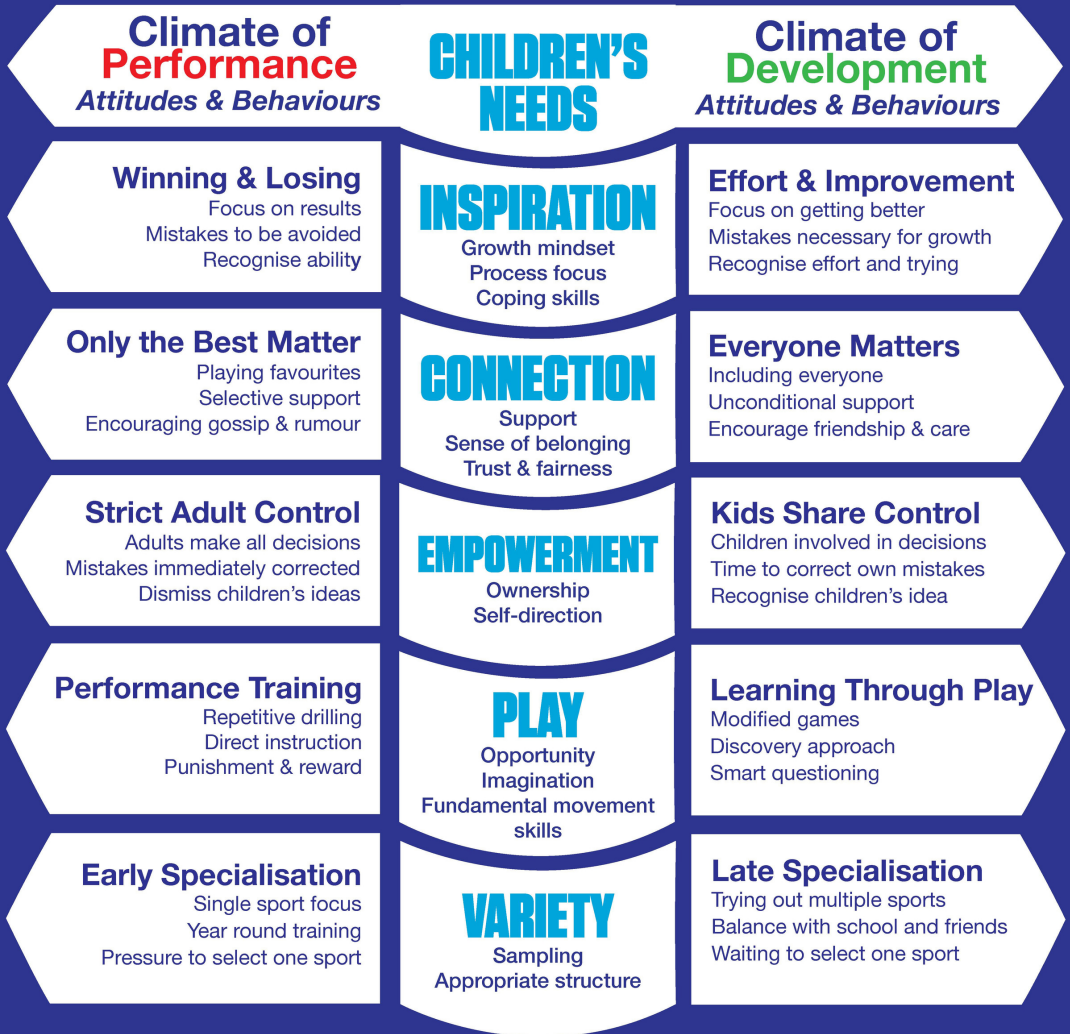 Climate of
Performance
Attitudes & Behaviours
CHILDREN'S
NEEDS
Climate of
Development
Attitudes & Behaviours
Winning & Losing
Focus on results
Mistakes to be avoided
Recognise ability
INSPIRATION
Growth mindset
Process focus
Coping skills
Effort & Improvement
Focus on getting better
Mistakes necessary for growth
Recognise effort and trying
Only the Best Matter
Playing favourites
Selective support
Encouraging gossip & rumour
CONNECTION
Support
Sense of belonging
Trust & fairness
Everyone Matters
Including everyone
Unconditional support
Encourage friendship & care
Strict Adult Control
Adults make all decisions
Mistakes immediately corrected
Dismiss children's ideas
EMPOWERMENT
Ownership
Self-direction
Kids Share Control
Children involved in decisions
Time to correct own mistakes
Recognise children's idea
Performance Training
Repetitive drilling
Direct instruction
Punishment & reward
PLAY
Opportunity
Imagination
Fundamental movement
skills
Learning Through Play
Modified games
Discovery approach
Smart questioning
Early Specialisation
Single sport focus
Year round training
Pressure to select one sport
VARIETY
Sampling
Appropriate structure
Late Specialisation
Trying out multiple sports
Balance with school and friends
Waiting to select one sport